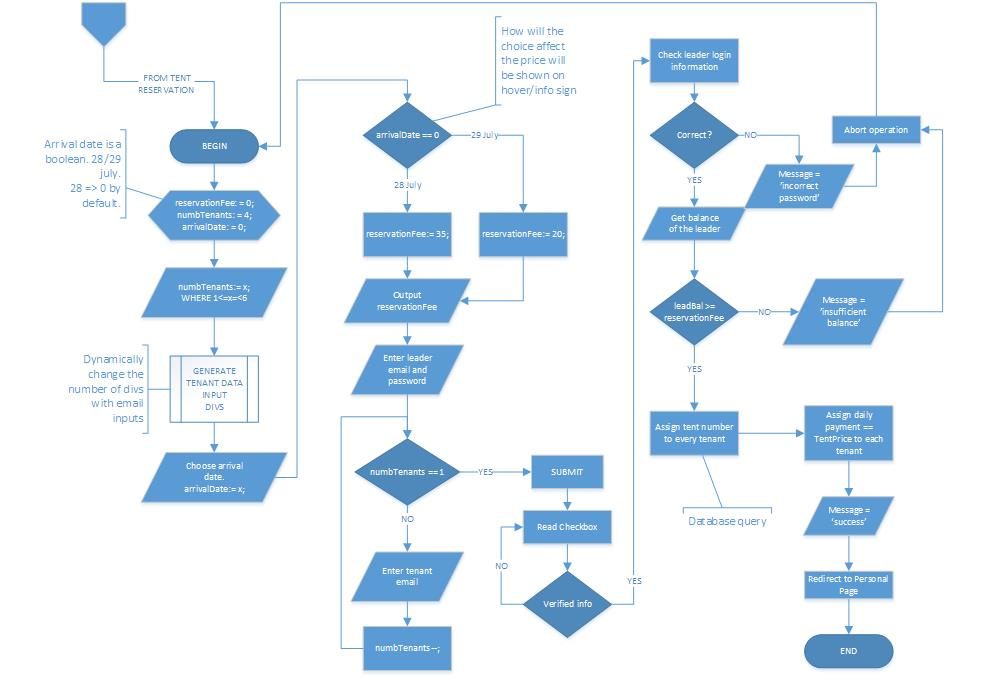 FROM TENT
RESERVATION
BEGIN
Arrival date is a
boolean. 28/29
july.
28 => 0 by
default.
reservationFee: = 0;
numbTenants: = 4;
arrivalDate: = 0;
numbTenants:= x;
WHERE 1<=x=<6
Dynamically
change the
number of divs
with email
inputs
GENERATE
TENANT DATA
INPUT
DIVS
Choose arrival
date.
arrivalDate:= x;
How will the
choice affect
the price will
be shown on
hover/info sign
arrivalDate == 0
29 July
28 July
reservationFee:= 35;
reservationFee:= 20;
Output
reservationFee
Enter leader
email and
password
numbTenants ==1
YES
SUBMIT
NO
Read Checkbox
Enter tenant
email
NO
Verified info
YES
numbTenants--;
Check leader login
information
Correct?
NO
Abort operation
YES
Message =
'incorrect
password'
Get balance
of the leader
leadBal >=
reservationFee
NO
Message =
'insufficient
balance'
YES
Assign tent number
to every tenant
Assign daily
payment ==
TentPrice to each
tenant
Database query
Message =
'success'
Redirect to Personal
Page
END